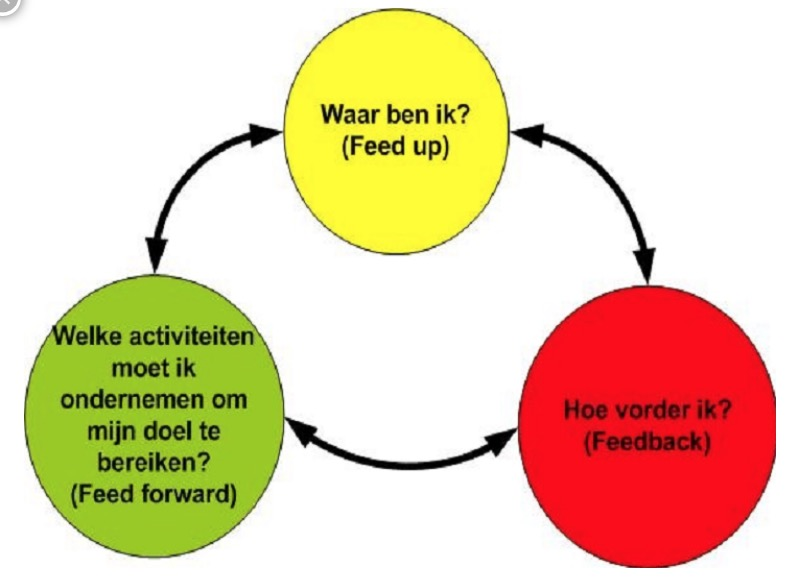 Waar ben ik?
(Feed up)
Welke activiteiten
moet ik
ondernemen om
mijn doel te
bereiken?
(Feed forward)
Hoe vorder ik?
(Feedback)